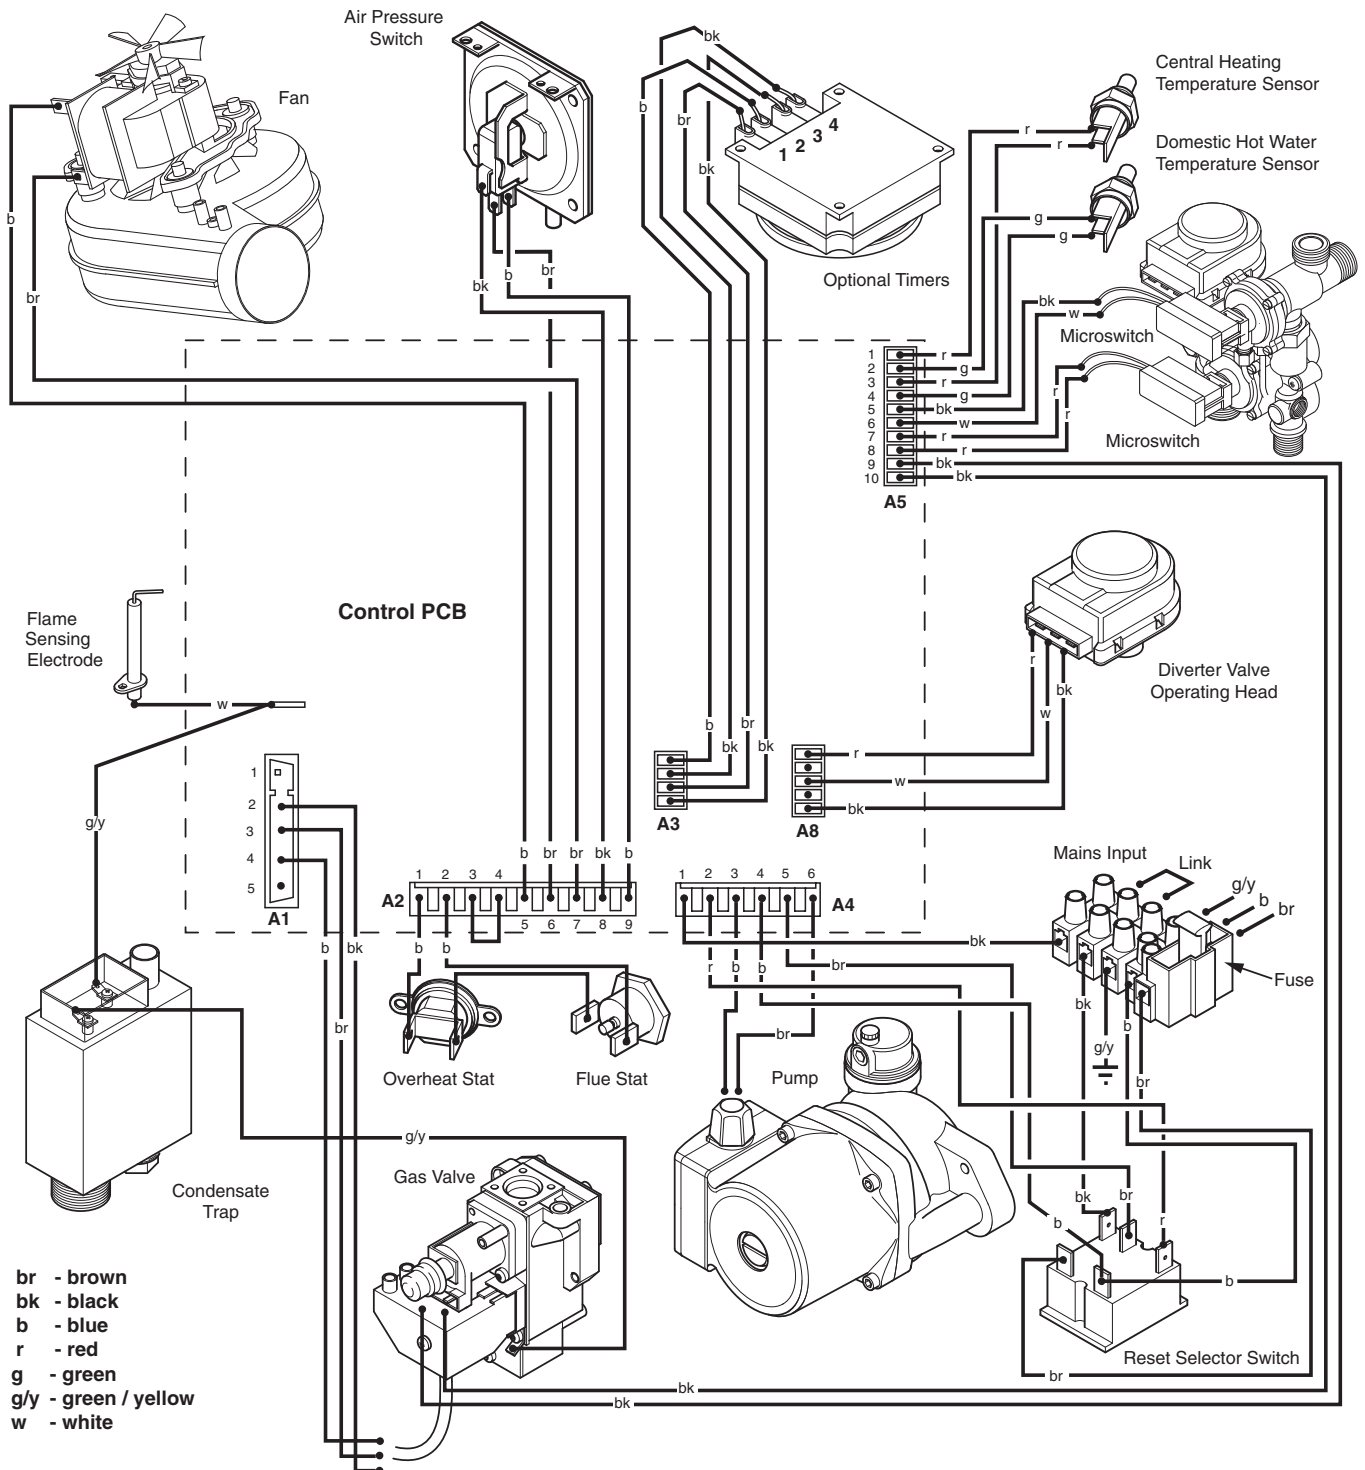 Air Pressure
Switch
Fan
bk
b
br
bk
1 2 3 4
Optional Timers
Central Heating
Temperature Sensor
r
r
Domestic Hot Water
Temperature Sensor
g
g
bk
w
Microswitch
r
r
Microswitch
b
br
bk
b
br
1 r
2 g
3 r
4 g
5 bk
6 w
7 r
8 r
9 bk
10 bk
A5
Control PCB
Flame
Sensing
Electrode
w
g/y
Diverter Valve
Operating Head
r
w
bk
b
bk
br
bk
A3
r
w
bk
A8
1
2
3
4
5
A1
b
bk
br
b br br bk b
A2
1 2 3 4
5 6 7 8 9
b b
1 2 3 4 5 6
A4
bk
r b b br
br
Mains Input
Link
g/y
b
br
Fuse
bk
g/y
b
br
Overheat Stat
Flue Stat
Pump
g/y
Gas Valve
Condensate
Trap
bk
br
r
b
b
br
Reset Selector Switch
bk
bk
br - brown
bk - black
b - blue
r - red
g - green
g/y - green / yellow
w - white